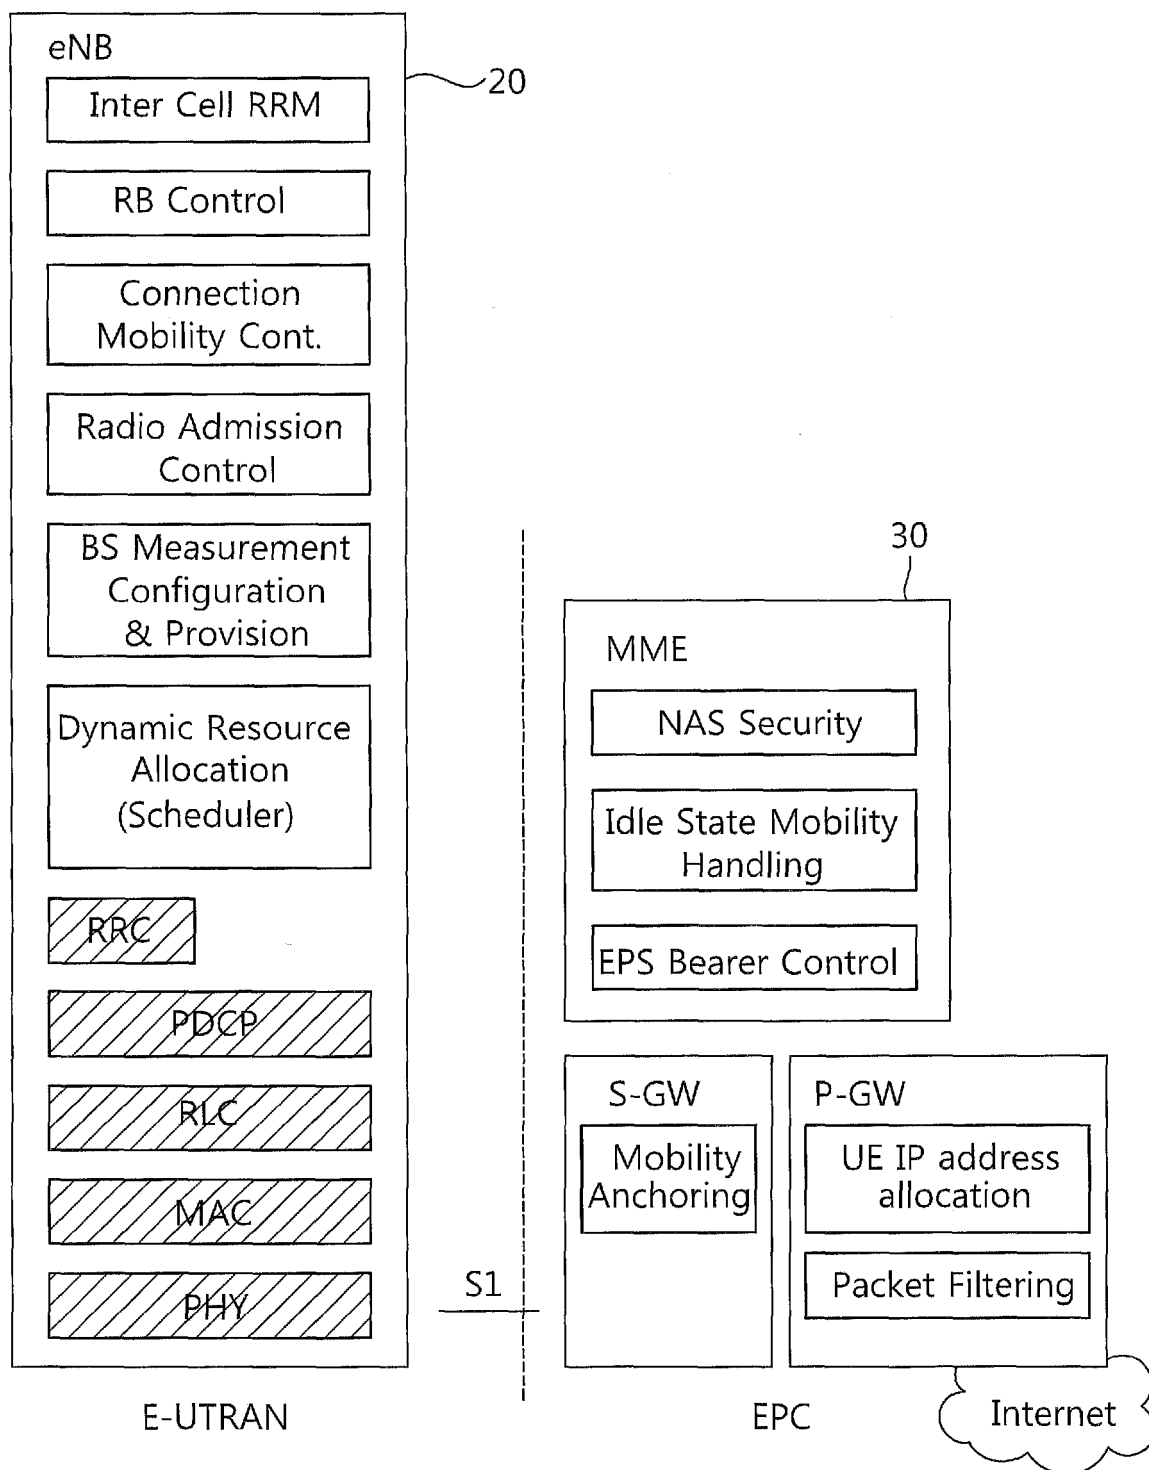 eNB
20
Inter Cell RRM
RB Control
Connection
Mobility Cont.
Radio Admission
Control
BS Measurement
Configuration
& Provision
Dynamic Resource
Allocation
(Scheduler)
RRC
PDCP
RLC
MAC
PHY
E-UTRAN
S1
30
MME
NAS Security
Idle State Mobility
Handling
EPS Bearer Control
S-GW
Mobility
Anchoring
P-GW
UE IP address
allocation
Packet Filtering
EPC
Internet